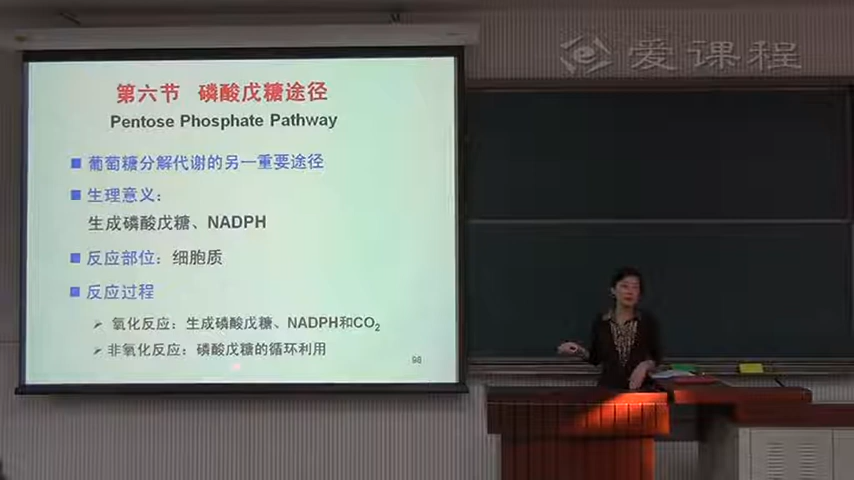 爱课程
第六节 磷酸戊糖途径
Pentose Phosphate Pathway
■ 葡萄糖分解代谢的另一重要途径
■ 生理意义:
生成磷酸戊糖、NADPH
■ 反应部位: 细胞质
■ 反应过程
➢ 氧化反应: 生成磷酸戊糖、NADPH和CO₂
➢ 非氧化反应: 磷酸戊糖的循环利用
98